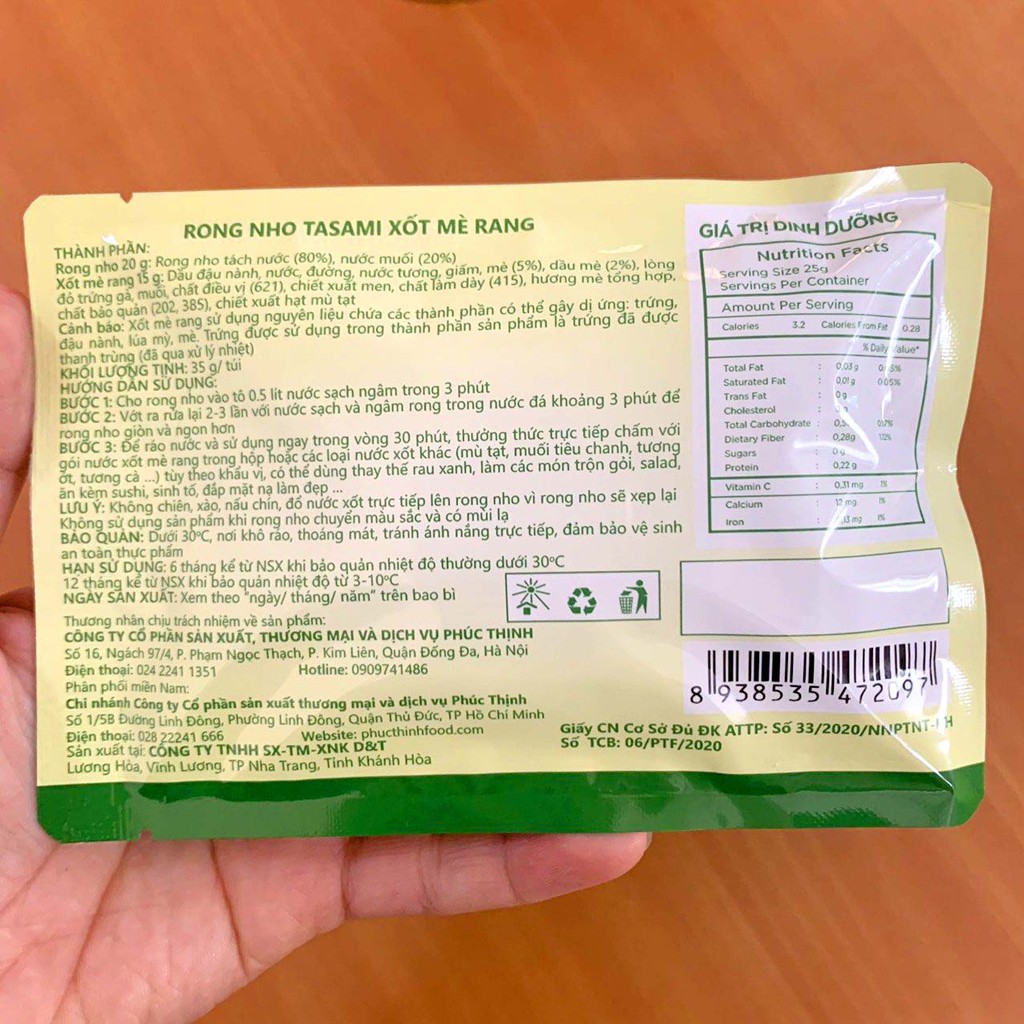 RONG NHO TASAMI XỐT MÈ RANG
THÀNH PHẦN:
Rong nho 20 g: Rong nho tách nước (80%), nước muối (20%)
Xốt mè rang 15 g: Dầu đậu nành, nước, đường, nước tương, giấm, mè (5%), dầu mè (2%), lòng
đỏ trứng gà, muối, chất điều vị (621), chiết xuất men, chất làm dày (415), hương mè tổng hợp,
chất bảo quản (202, 385), chiết xuất hạt mù tạt
Cảnh báo: Xốt mè rang sử dụng nguyên liệu chứa các thành phần có thể gây dị ứng: trứng,
đậu nành, lúa mỳ, mè. Trứng được sử dụng trong thành phần sản phẩm là trứng đã được
thanh trùng (đã qua xử lý nhiệt)
KHỐI LƯỢNG TỊNH: 35 g/ túi
HƯỚNG DẪN SỬ DỤNG:
BƯỚC 1: Cho rong nho vào tô 0.5 lít nước sạch ngâm trong 3 phút
BƯỚC 2: Vớt ra rửa lại 2-3 lần với nước sạch và ngâm rong trong nước đá khoảng 3 phút để
rong nho giòn và ngon hơn
BƯỚC 3: Để ráo nước và sử dụng ngay trong vòng 30 phút, thưởng thức trực tiếp chấm với
gói nước xốt mè rang trong hộp hoặc các loại nước xốt khác (mù tạt, muối tiêu chanh, tương
ớt, tương cà ...) tùy theo khẩu vị, có thể dùng thay thế rau xanh, làm các món trộn gỏi, salad,
ăn kèm sushi, sinh tố, đắp mặt nạ làm đẹp ...
LƯU Ý: Không chiên, xào, nấu chín, đổ nước xốt trực tiếp lên rong nho vì rong nho sẽ xẹp lại
Không sử dụng sản phẩm khi rong nho chuyển màu sắc và có mùi lạ
BẢO QUẢN: Dưới 30ºC, nơi khô ráo, thoáng mát, tránh ánh nắng trực tiếp, đảm bảo vệ sinh
an toàn thực phẩm
HẠN SỬ DỤNG: 6 tháng kể từ NSX khi bảo quản nhiệt độ thường dưới 30ºC
12 tháng kể từ NSX khi bảo quản nhiệt độ từ 3-10ºC
NGÀY SẢN XUẤT: Xem theo "ngày/ tháng/ năm" trên bao bì
Thương nhân chịu trách nhiệm về sản phẩm:
CÔNG TY CỔ PHẦN SẢN XUẤT, THƯƠNG MẠI VÀ DỊCH VỤ PHÚC THỊNH
Số 16, Ngách 97/4, P. Phạm Ngọc Thạch, P. Kim Liên, Quận Đống Đa, Hà Nội
Điện thoại: 024 2241 1351 Hotline: 0909741486
Phân phối miền Nam:
Chi nhánh Công ty Cổ phần sản xuất thương mại và dịch vụ Phúc Thịnh
Số 1/5B Đường Linh Đông, Phường Linh Đông, Quận Thủ Đức, TP Hồ Chí Minh
Điện thoại: 028 22241 666 Website: phucthinhfood.com
Sản xuất tại: CÔNG TY TNHH SX-TM-XNK D&T
Lương Hòa, Vĩnh Lương, TP Nha Trang, Tỉnh Khánh Hòa
GIÁ TRỊ DINH DƯỠNG
Nutrition Facts
Serving Size 25g
Servings Per Container
Amount Per Serving
Calories 3.2 Calories From Fat 0.28
% Daily Value*
Total Fat : 0,03 g
Saturated Fat : 0,01 g 0.05%
Trans Fat : 0 g
Cholesterol :
Total Carbohydrate : 0,17%
Dietary Fiber : 0,28g 1.12%
Sugars : 0 g
Protein : 0,22 g
Vitamin C : 0,31 mg 1%
Calcium : 12 mg 1%
Iron : mg 1%
8 938535 472097
Giấy CN Cơ Sở Đủ ĐK ATTP: Số 33/2020/NNPTNT-
Số TCB: 06/PTF/2020